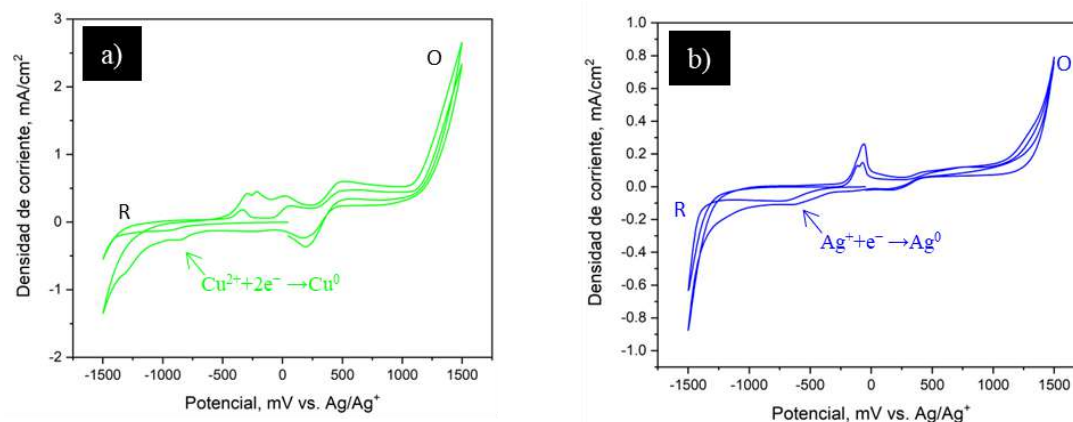 a)
Densidad de corriente, mA/cm²
3
2
1
0
-1
-2
O
R
Cu²⁺+2e⁻ →Cu⁰
-1500 -1000 -500 0 500 1000 1500
Potencial, mV vs. Ag/Ag⁺
b)
Densidad de corriente, mA/cm²
1.0
0.8
0.6
0.4
0.2
0.0
-0.2
-0.4
-0.6
-0.8
-1.0
O
R
Ag⁺+e⁻ →Ag⁰
-1500 -1000 -500 0 500 1000 1500
Potencial, mV vs. Ag/Ag⁺